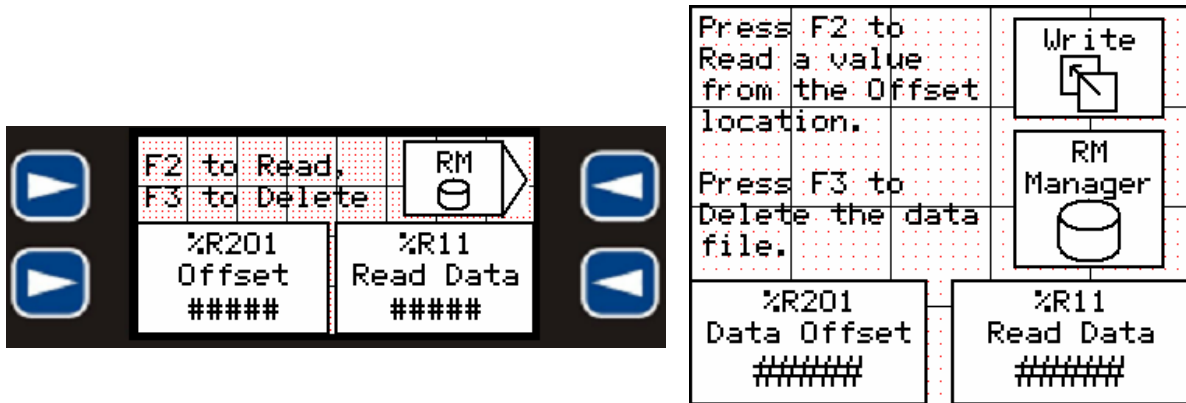 F2 to Read,
F3 to Delete
RM
%R201
Offset
#####
%R11
Read Data
#####
Press F2 to
Read a value
from the Offset
location.
Press F3 to
Delete the data
file.
Write
RM
Manager
%R201
Data Offset
#######
%R11
Read Data
#######